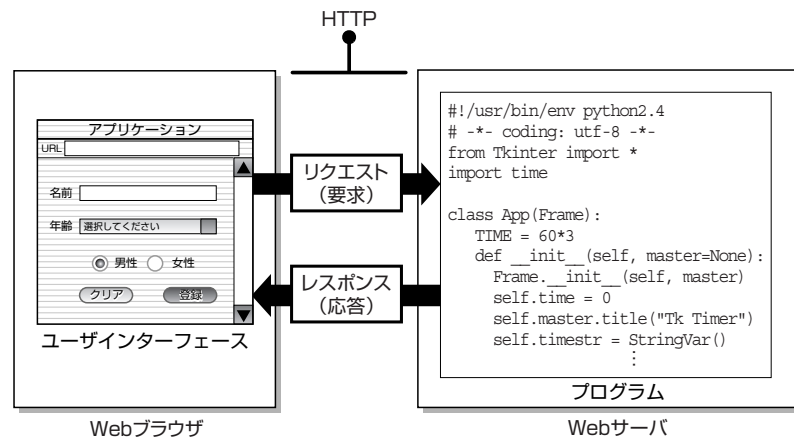 HTTP
アプリケーション
URL
名前
年齢 選択してください
男性 女性
クリア 登録
ユーザインターフェース
Webブラウザ
リクエスト
（要求）
レスポンス
（応答）
#!/usr/bin/env python2.4
# -*- coding: utf-8 -*-
from Tkinter import *
import time
class App(Frame):
TIME = 60*3
def __init__(self, master=None):
Frame.__init__(self, master)
self.time = 0
self.master.title("Tk Timer")
self.timestr = StringVar()
⋮
プログラム
Webサーバ